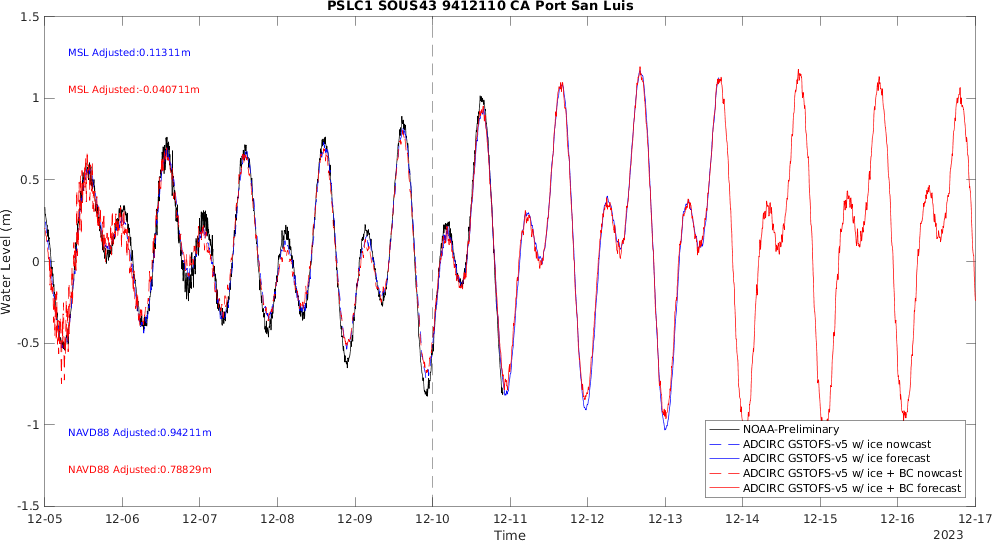 PSLC1 SOUS43 9412110 CA Port San Luis
MSL Adjusted:0.11311m
MSL Adjusted:-0.040711m
NAVD88 Adjusted:0.94211m
NAVD88 Adjusted:0.78829m
Water Level (m)
1.5
1
0.5
0
-0.5
-1
-1.5
NOAA-Preliminary
ADCIRC GSTOFS-v5 w/ ice nowcast
ADCIRC GSTOFS-v5 w/ ice forecast
ADCIRC GSTOFS-v5 w/ ice + BC nowcast
ADCIRC GSTOFS-v5 w/ ice + BC forecast
12-05 12-06 12-07 12-08 12-09 12-10 12-11 12-12 12-13 12-14 12-15 12-16 12-17
Time
2023